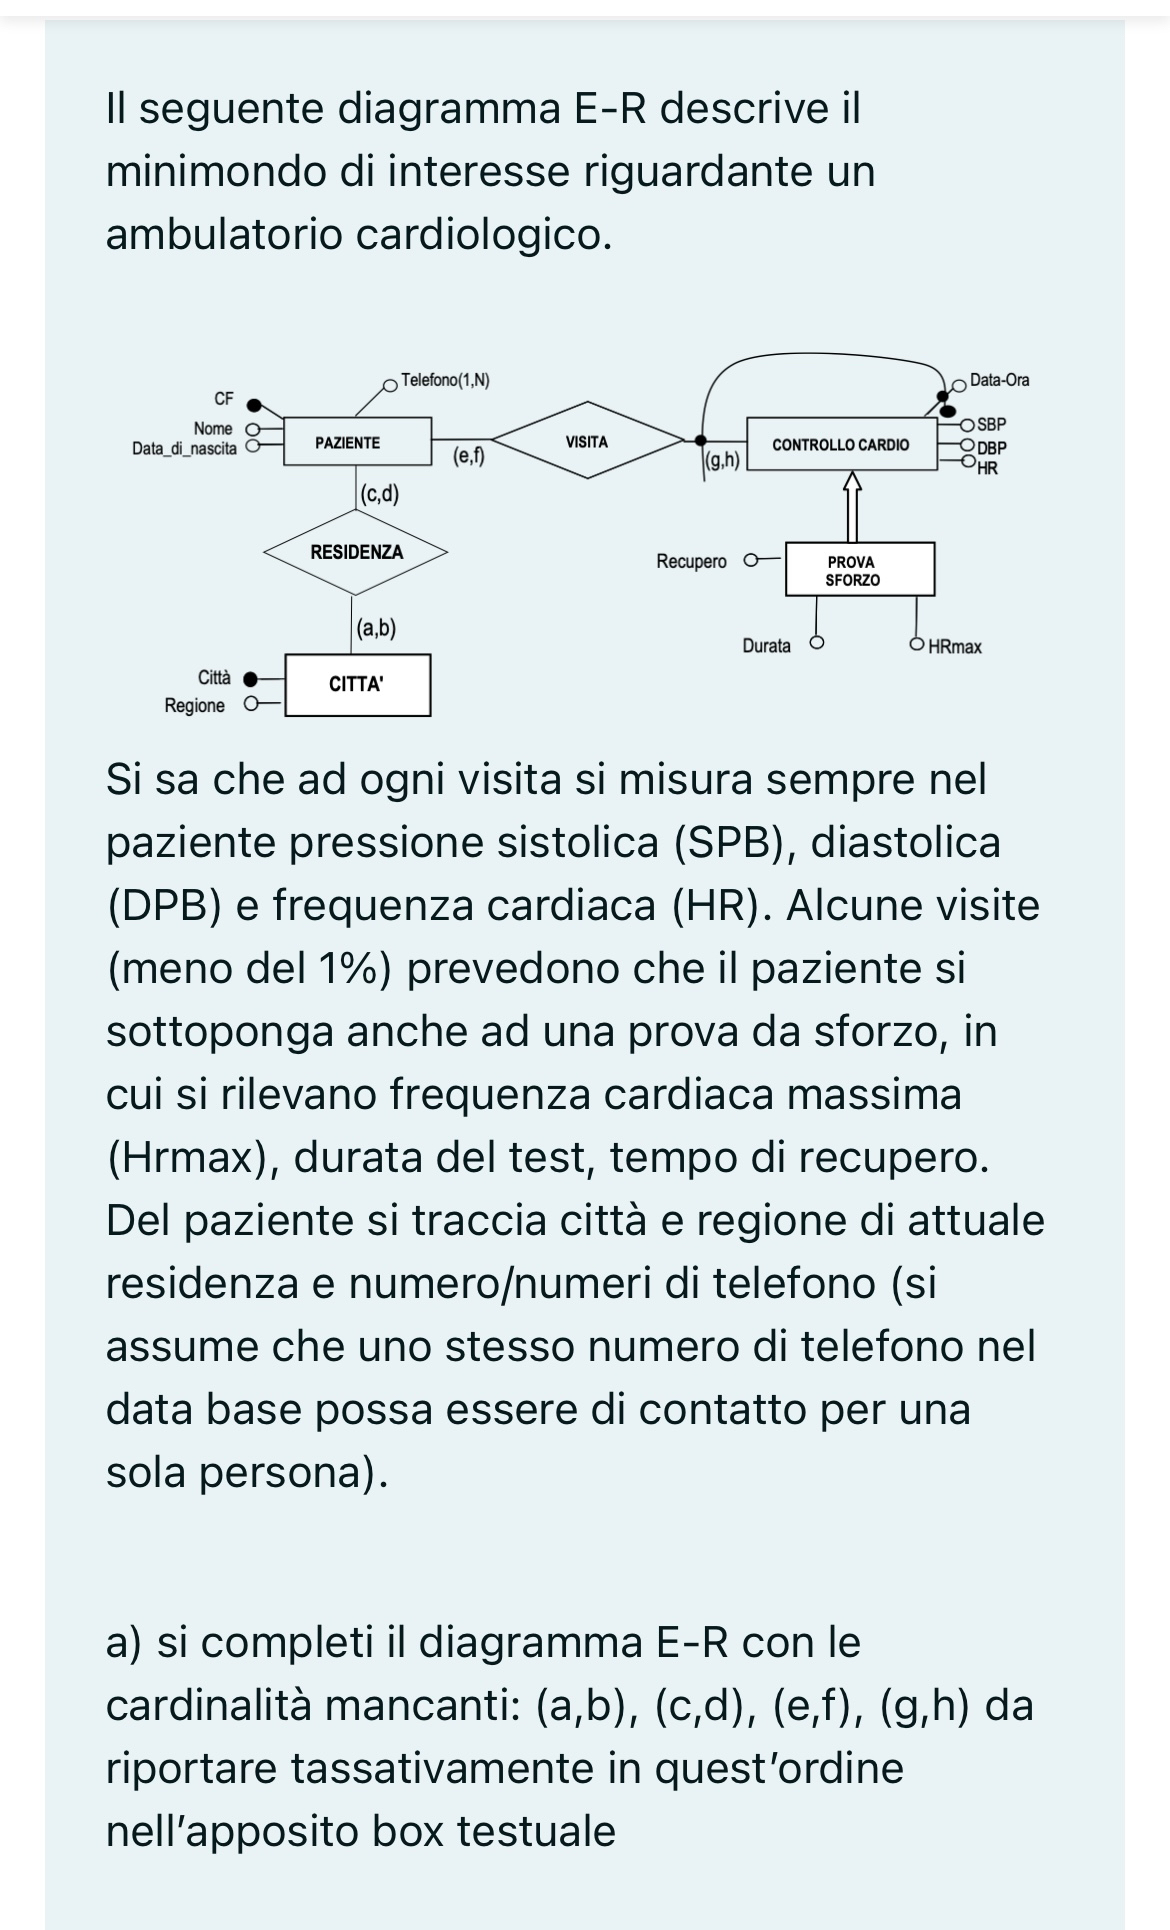 Il seguente diagramma E-R descrive il
minimondo di interesse riguardante un
ambulatorio cardiologico.
CF
Telefono(1,N)
Nome
Data_di_nascita
PAZIENTE
(e,f)
VISITA
(g,h)
CONTROLLO CARDIO
Data-Ora
SBP
DBP
HR
(c,d)
RESIDENZA
(a,b)
Città
Regione
CITTA'
Recupero
PROVA
SFORZO
Durata
HRmax
Si sa che ad ogni visita si misura sempre nel
paziente pressione sistolica (SPB), diastolica
(DPB) e frequenza cardiaca (HR). Alcune visite
(meno del 1%) prevedono che il paziente si
sottoponga anche ad una prova da sforzo, in
cui si rilevano frequenza cardiaca massima
(Hrmax), durata del test, tempo di recupero.
Del paziente si traccia città e regione di attuale
residenza e numero/numeri di telefono (si
assume che uno stesso numero di telefono nel
data base possa essere di contatto per una
sola persona).
a) si completi il diagramma E-R con le
cardinalità mancanti: (a,b), (c,d), (e,f), (g,h) da
riportare tassativamente in quest’ordine
nell’apposito box testuale